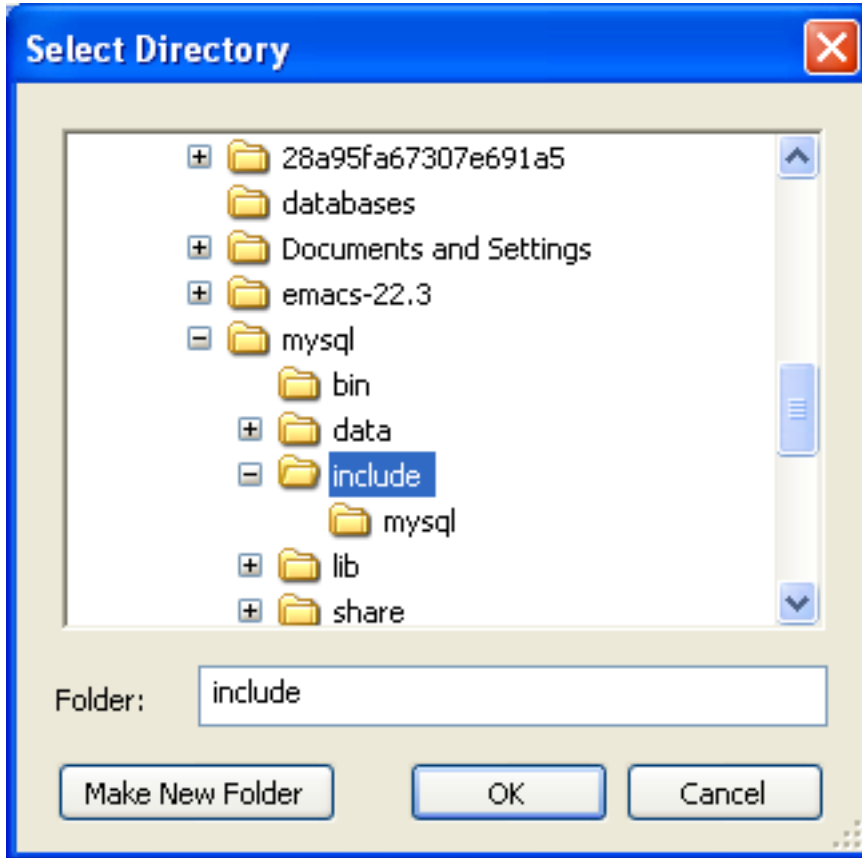 Select Directory
28a95fa67307e691a5
databases
Documents and Settings
emacs-22.3
mysql
bin
data
include
mysql
lib
share
Folder: include
Make New Folder OK Cancel